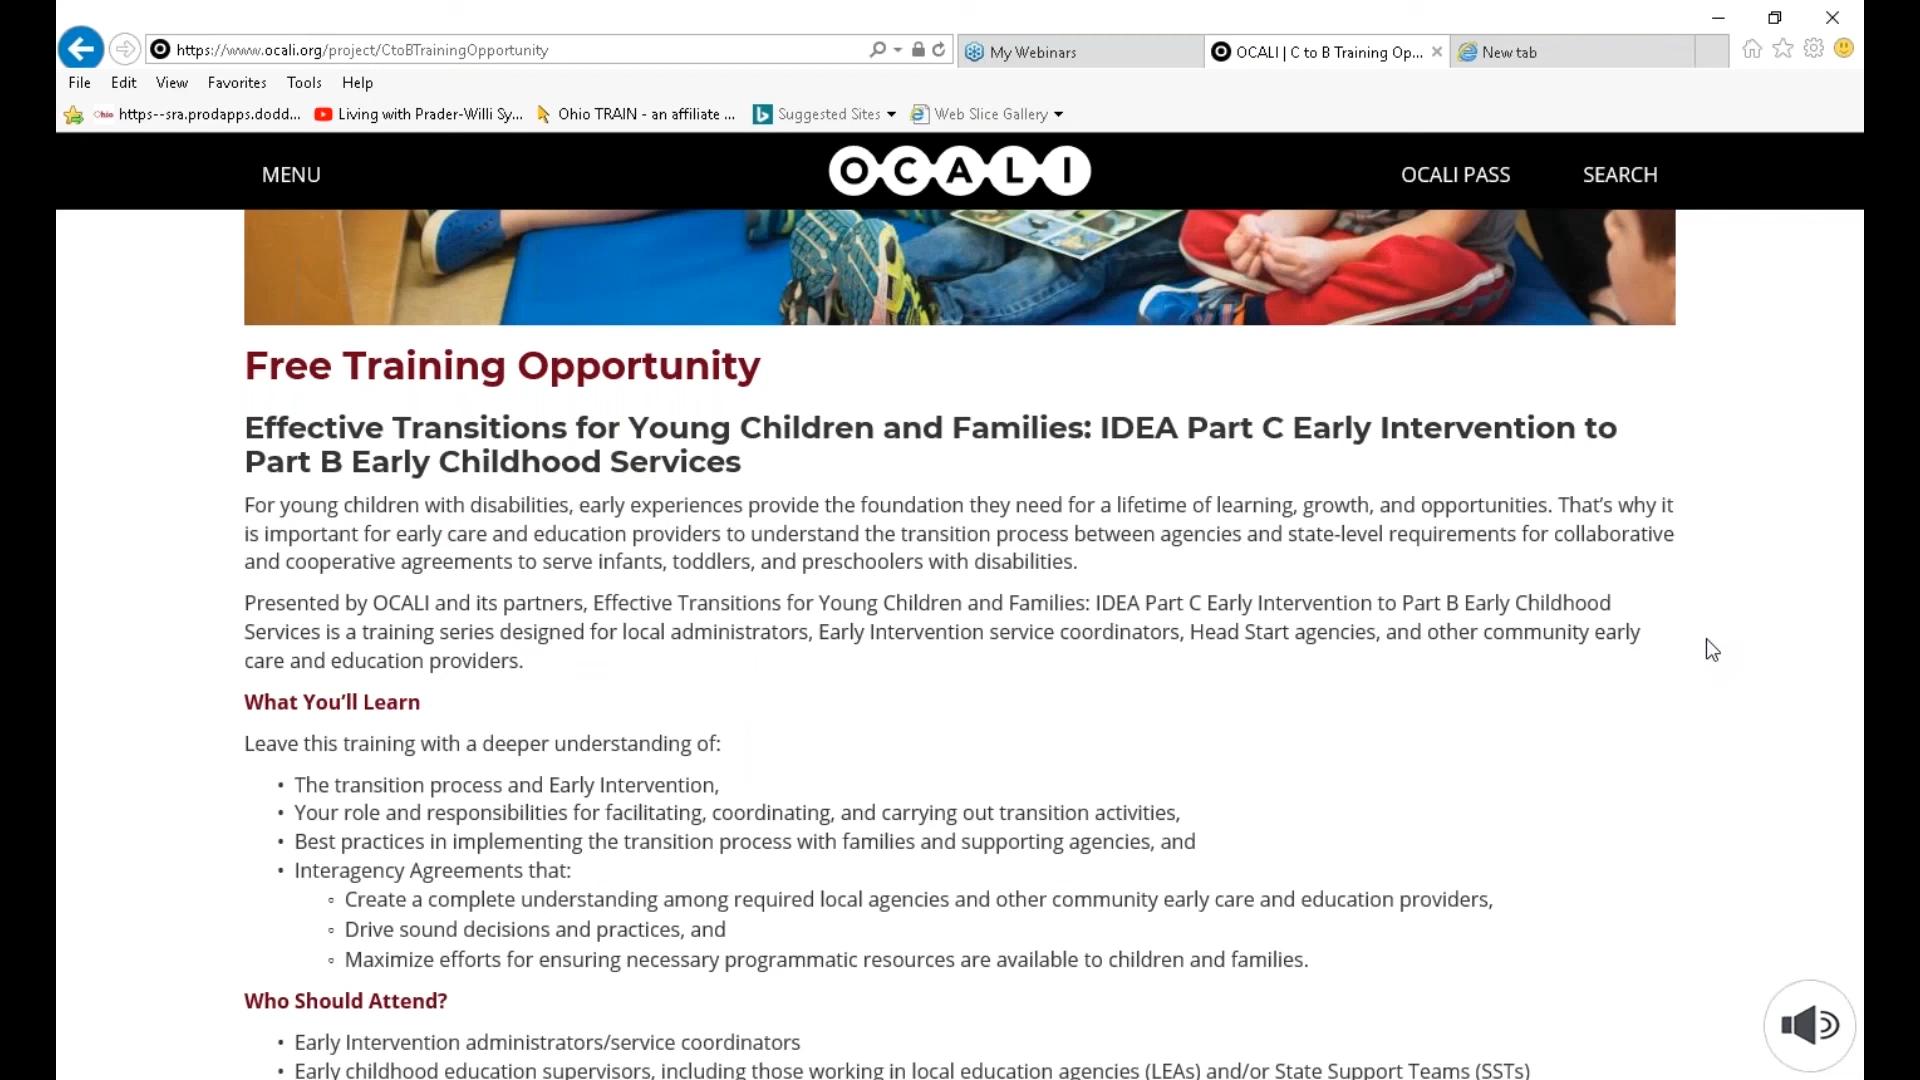 https://www.ocali.org/project/CtoBTrainingOpportunity
My Webinars
OCALI | C to B Training Op...
New tab
File Edit View Favorites Tools Help
https--sra.prodapps.dodd...
Living with Prader-Willi Sy...
Ohio TRAIN - an affiliate ...
Suggested Sites
Web Slice Gallery
MENU
OCALI
OCALI PASS
SEARCH
Free Training Opportunity
Effective Transitions for Young Children and Families: IDEA Part C Early Intervention to
Part B Early Childhood Services
For young children with disabilities, early experiences provide the foundation they need for a lifetime of learning, growth, and opportunities. That’s why it
is important for early care and education providers to understand the transition process between agencies and state-level requirements for collaborative
and cooperative agreements to serve infants, toddlers, and preschoolers with disabilities.
Presented by OCALI and its partners, Effective Transitions for Young Children and Families: IDEA Part C Early Intervention to Part B Early Childhood
Services is a training series designed for local administrators, Early Intervention service coordinators, Head Start agencies, and other community early
care and education providers.
What You’ll Learn
Leave this training with a deeper understanding of:
• The transition process and Early Intervention,
• Your role and responsibilities for facilitating, coordinating, and carrying out transition activities,
• Best practices in implementing the transition process with families and supporting agencies, and
• Interagency Agreements that:
◦ Create a complete understanding among required local agencies and other community early care and education providers,
◦ Drive sound decisions and practices, and
◦ Maximize efforts for ensuring necessary programmatic resources are available to children and families.
Who Should Attend?
• Early Intervention administrators/service coordinators
• Early childhood education supervisors, including those working in local education agencies (LEAs) and/or State Support Teams (SSTs)